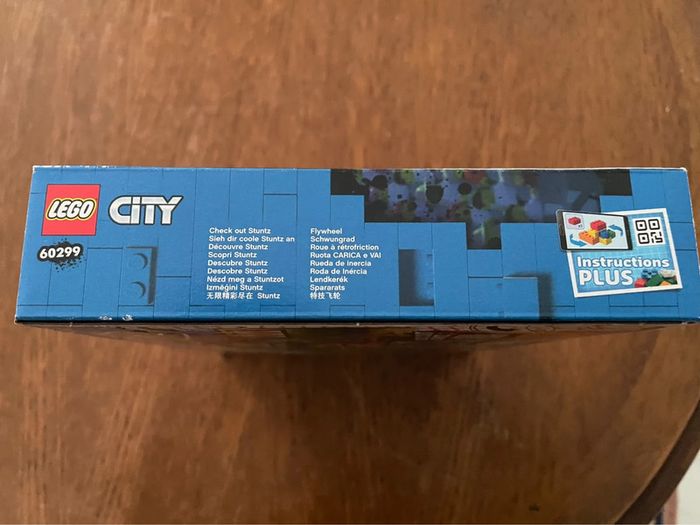 LEGO
CITY
60299
Check out Stuntz
Sieh dir coole Stuntz an
Découvre Stuntz
Scopri Stuntz
Descubre Stuntz
Descobre Stuntz
Nézd meg a Stuntzot
Izmēģini Stuntz
无限精彩尽在 Stuntz
Flywheel
Schwungrad
Roue à rétrofriction
Ruota CARICA e VAI
Rueda de inercia
Roda de Inércia
Lendkerék
Spararats
特技飞轮
Instructions
PLUS